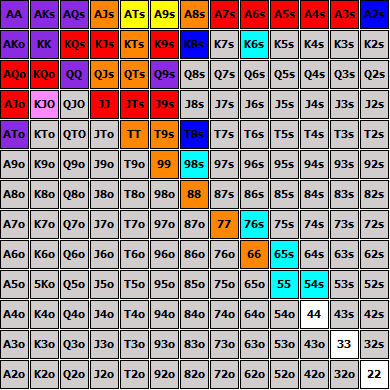 AA AKs AQs AJs ATs A9s A8s A7s A6s A5s A4s A3s A2s
AKo KK KQs KJs KTs K9s K8s K7s K6s K5s K4s K3s K2s
AQo KQo QQ QJs QTs Q9s Q8s Q7s Q6s Q5s Q4s Q3s Q2s
AJo KJO QJO JJ JTs J9s J8s J7s J6s J5s J4s J3s J2s
ATo KTo QTO JTo TT T9s T8s T7s T6s T5s T4s T3s T2s
A9o K9o Q9o J9o T9o 99 98s 97s 96s 95s 94s 93s 92s
A8o K8o Q8o J8o T8o 98o 88 87s 86s 85s 84s 83s 82s
A7o K7o Q7o J7o T7o 97o 87o 77 76s 75s 74s 73s 72s
A6o K6o Q6o J6o T6o 96o 86o 76o 66 65s 64s 63s 62s
A5o 5Ko Q5o J5o T5o 95o 85o 75o 65o 55 54s 53s 52s
A4o K4o Q4o J4o T4o 94o 84o 74o 64o 54o 44 43s 42s
A3o K3o Q3o J3o T3o 93o 83o 73o 63o 53o 43o 33 32s
A2o K2o Q2o J2o T2o 92o 82o 72o 62o 52o 42o 32o 22